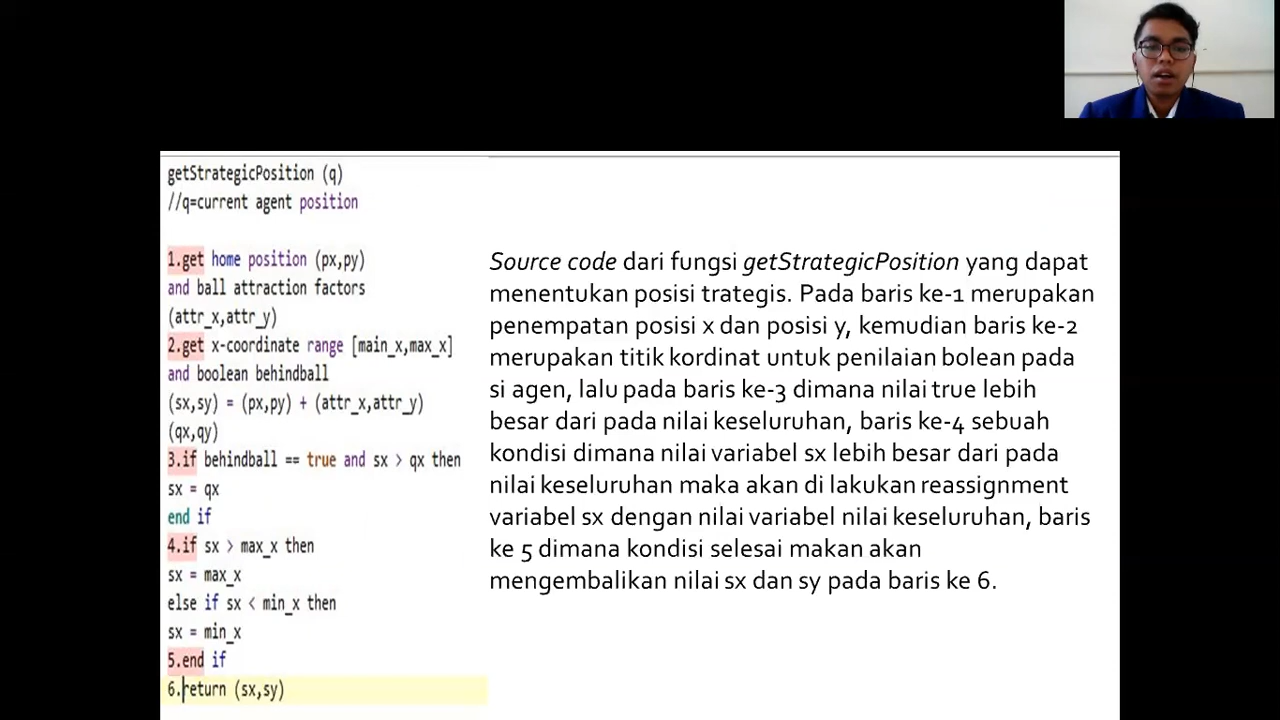 getStrategicPosition (q)
//q=current agent position
1.get home position (px,py)
and ball attraction factors
(attr_x,attr_y)
2.get x-coordinate range [main_x,max_x]
and boolean behindball
(sx,sy) = (px,py) + (attr_x,attr_y)
(qx,qy)
3.if behindball == true and sx > qx then
sx = qx
end if
4.if sx > max_x then
sx = max_x
else if sx < min_x then
sx = min_x
5.end if
6.return (sx,sy)
Source code dari fungsi getStrategicPosition yang dapat
menentukan posisi trategis. Pada baris ke-1 merupakan
penempatan posisi x dan posisi y, kemudian baris ke-2
merupakan titik kordinat untuk penilaian bolean pada
si agen, lalu pada baris ke-3 dimana nilai true lebih
besar dari pada nilai keseluruhan, baris ke-4 sebuah
kondisi dimana nilai variabel sx lebih besar dari pada
nilai keseluruhan maka akan di lakukan reassignment
variabel sx dengan nilai variabel nilai keseluruhan, baris
ke 5 dimana kondisi selesai makan akan
mengembalikan nilai sx dan sy pada baris ke 6.